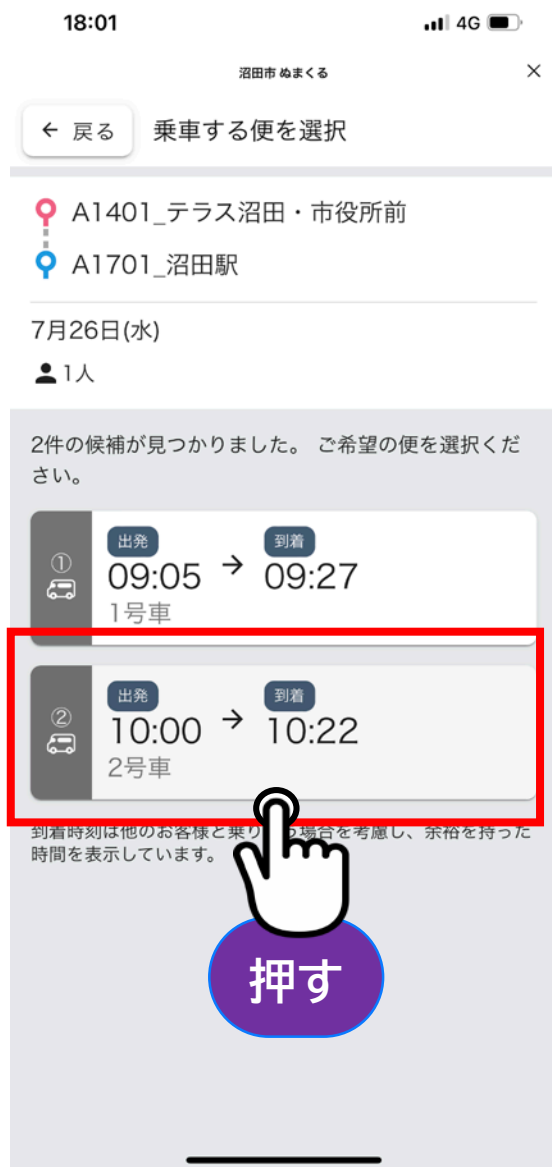 18:01
4G
沼田市 ぬまくる
戻る
乗車する便を選択
A1401_テラス沼田・市役所前
A1701_沼田駅
7月26日(水)
1人
2件の候補が見つかりました。 ご希望の便を選択くだ
さい。
①
出発 到着
09:05 → 09:27
1号車
②
出発 到着
10:00 → 10:22
2号車
到着時刻は他のお客様と乗り う場合を考慮し、余裕を持った
時間を表示しています。
押す